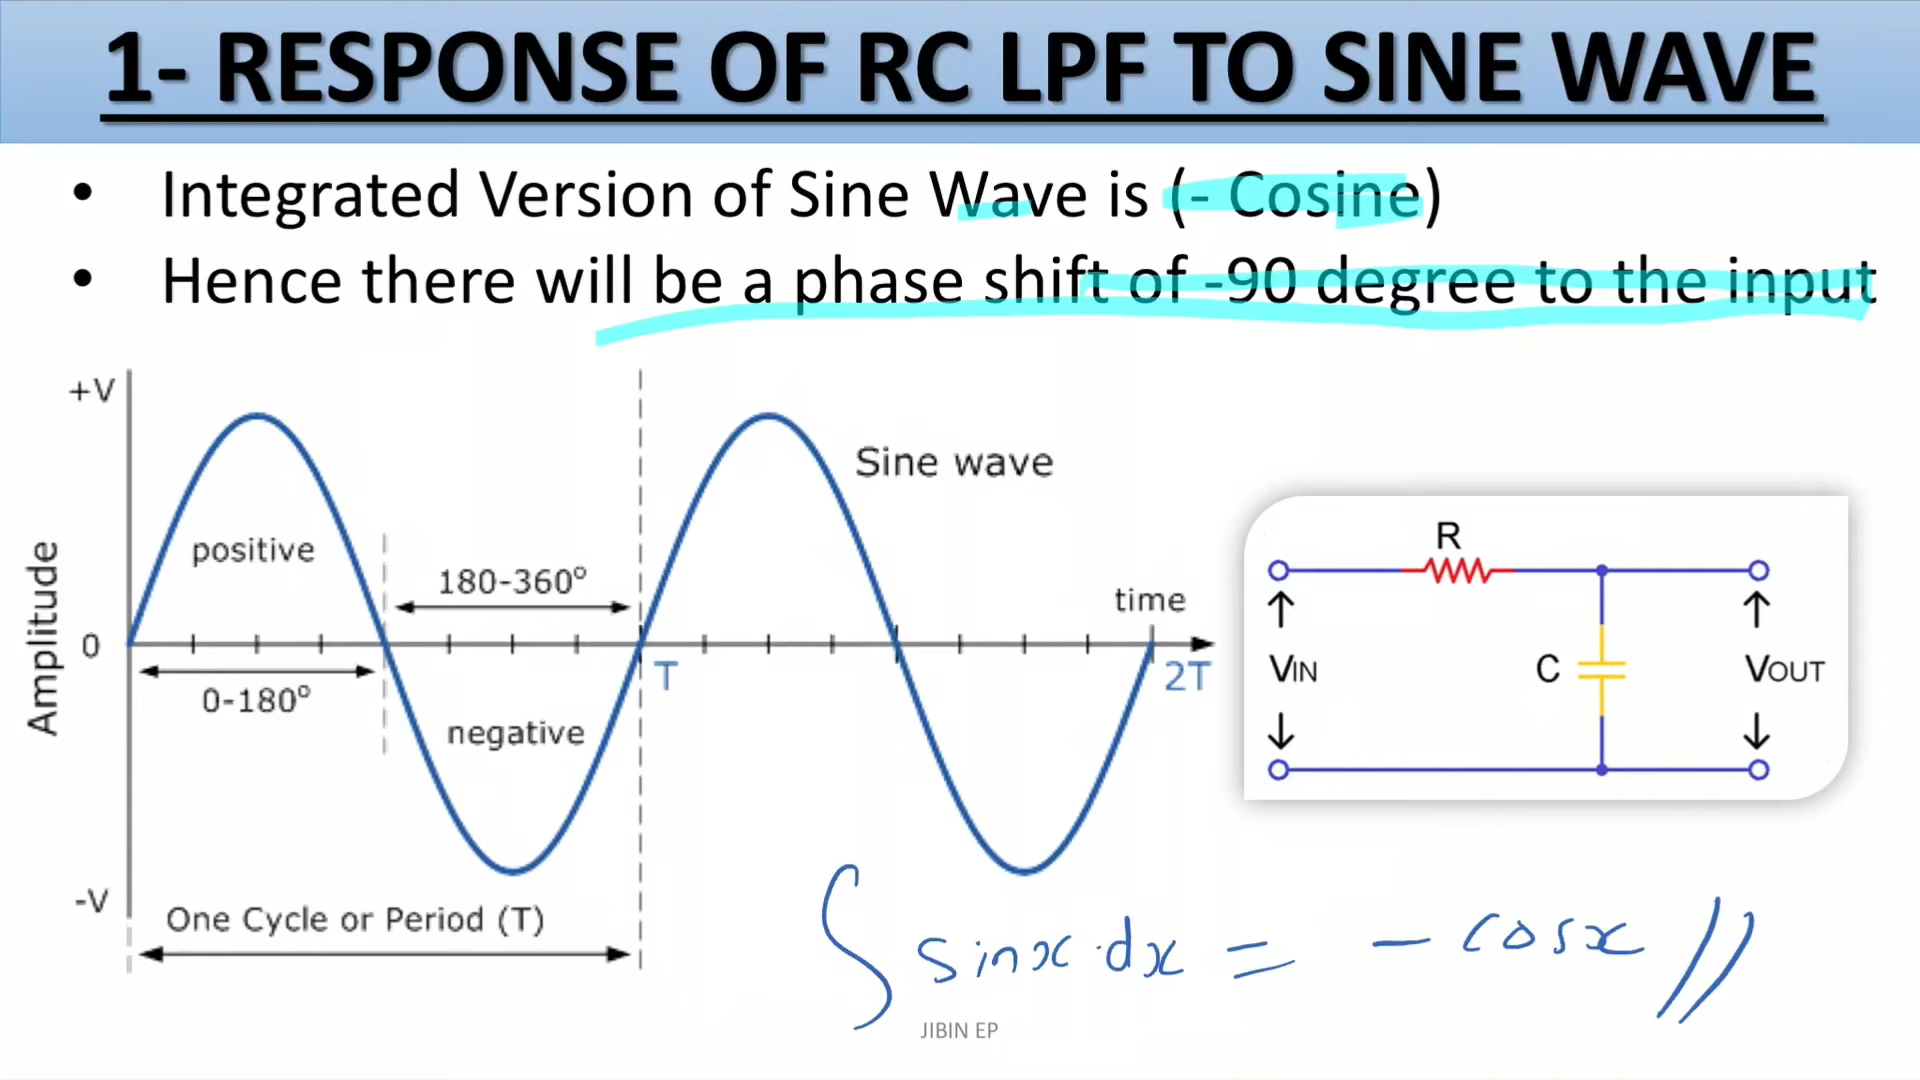 1- RESPONSE OF RC LPF TO SINE WAVE
• Integrated Version of Sine Wave is (- Cosine)
• Hence there will be a phase shift of -90 degree to the input
+V
Sine wave
positive
180-360°
time
Amplitude
0
T
2T
0-180°
negative
-V
One Cycle or Period (T)
R
VIN
C
VOUT
∫ sinx·dx = - cosx //
JIBIN EP